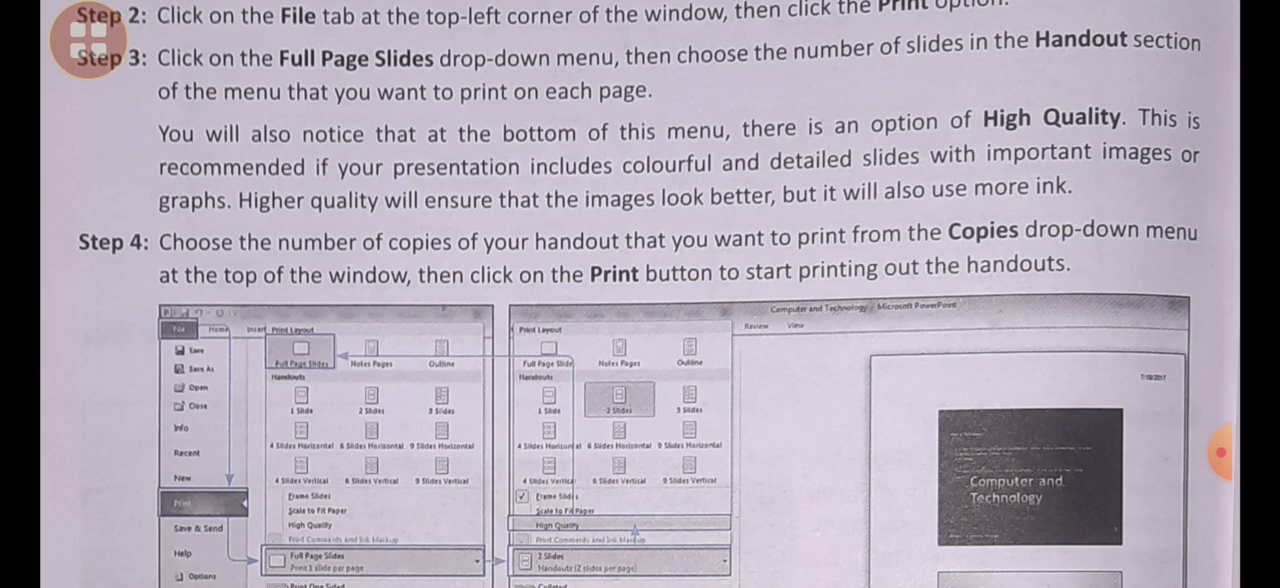 Step 2: Click on the File tab at the top-left corner of the window, then click the Print option.
Step 3: Click on the Full Page Slides drop-down menu, then choose the number of slides in the Handout section
of the menu that you want to print on each page.
You will also notice that at the bottom of this menu, there is an option of High Quality. This is
recommended if your presentation includes colourful and detailed slides with important images or
graphs. Higher quality will ensure that the images look better, but it will also use more ink.
Step 4: Choose the number of copies of your handout that you want to print from the Copies drop-down menu
at the top of the window, then click on the Print button to start printing out the handouts.
File Home Insert Print Layout
Save
Save As
Open
Close
Info
Recent
New
Print
Save & Send
Help
Options
Full Page Slides Notes Pages Outline
Handouts
1 Slide 2 Slides 3 Slides
4 Slides Horizontal 6 Slides Horizontal 9 Slides Horizontal
4 Slides Vertical 6 Slides Vertical 9 Slides Vertical
Frame Slides
Scale to Fit Paper
High Quality
Print Comments and Ink Markup
Full Page Slides
Print 1 slide per page
Print One Sided
Computer and Technology - Microsoft PowerPoint
Print Layout Review View
Full Page Slide Notes Pages Outline
Handouts
1 Slide 2 Slides 3 Slides
4 Slides Horizontal 6 Slides Horizontal 9 Slides Horizontal
4 Slides Vertical 6 Slides Vertical 9 Slides Vertical
Frame Slides
Scale to Fit Paper
High Quality
Print Comments and Ink Markup
2 Slides
Handouts (2 slides per page)
Collated
7/18/2017
Computer and
Technology